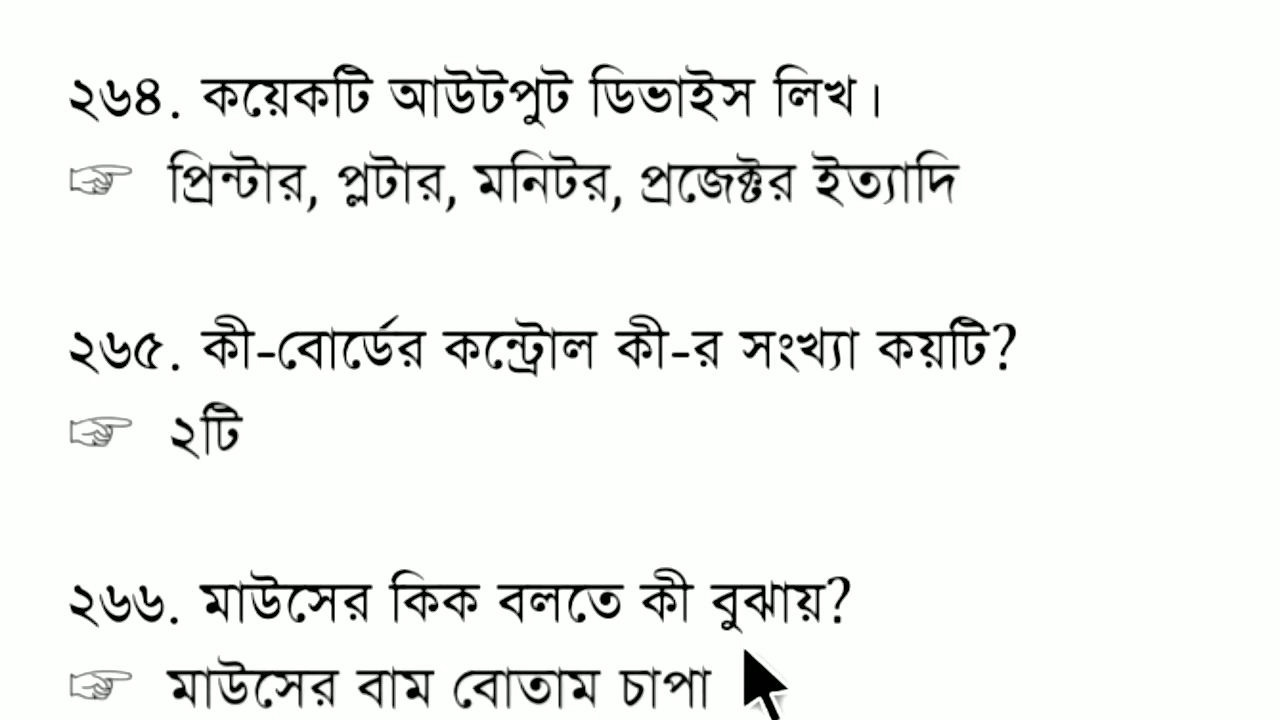 ২৬৪. কয়েকটি আউটপুট ডিভাইস লিখ।
☞ প্রিন্টার, প্লটার, মনিটর, প্রজেক্টর ইত্যাদি
২৬৫. কী-বোর্ডের কন্ট্রোল কী-র সংখ্যা কয়টি?
☞ ২টি
২৬৬. মাউসের কিক বলতে কী বুঝায়?
☞ মাউসের বাম বোতাম চাপা